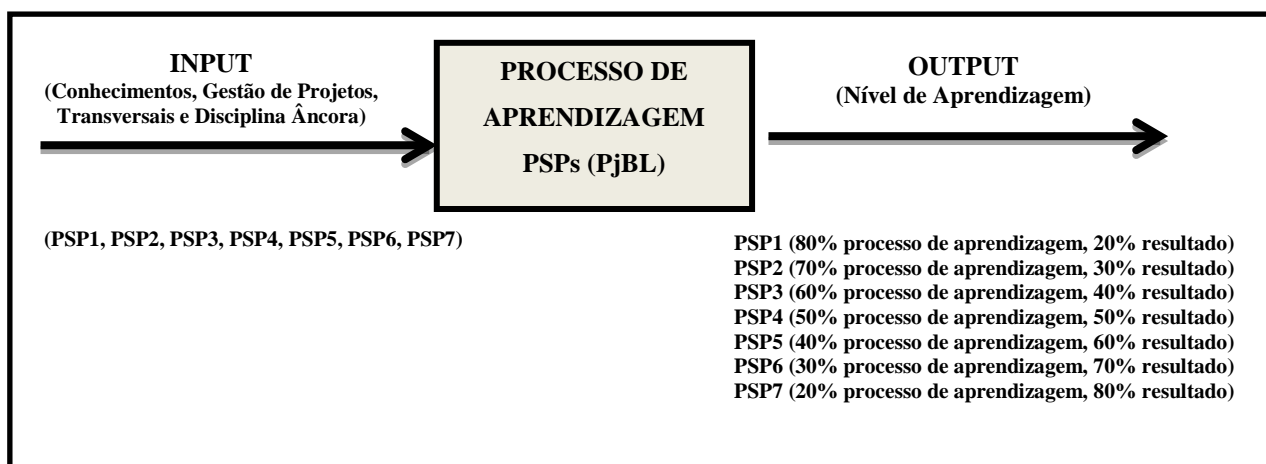 INPUT
(Conhecimentos, Gestão de Projetos,
Transversais e Disciplina Âncora)
PROCESSO DE
APRENDIZAGEM
PSPs (PjBL)
OUTPUT
(Nível de Aprendizagem)
(PSP1, PSP2, PSP3, PSP4, PSP5, PSP6, PSP7)
PSP1 (80% processo de aprendizagem, 20% resultado)
PSP2 (70% processo de aprendizagem, 30% resultado)
PSP3 (60% processo de aprendizagem, 40% resultado)
PSP4 (50% processo de aprendizagem, 50% resultado)
PSP5 (40% processo de aprendizagem, 60% resultado)
PSP6 (30% processo de aprendizagem, 70% resultado)
PSP7 (20% processo de aprendizagem, 80% resultado)